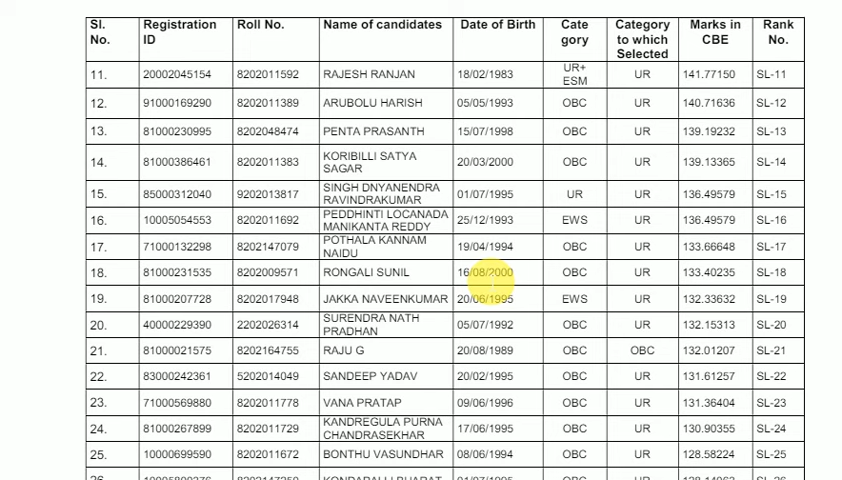 Sl. No. Registration ID Roll No. Name of candidates Date of Birth Cate gory Category to which Selected Marks in CBE Rank No.
11. 20002045154 8202011592 RAJESH RANJAN 18/02/1983 UR+ ESM UR 141.77150 SL-11
12. 91000169290 8202011389 ARUBOLU HARISH 05/05/1993 OBC UR 140.71636 SL-12
13. 81000230995 8202048474 PENTA PRASANTH 15/07/1998 OBC UR 139.19232 SL-13
14. 81000386461 8202011383 KORIBILLI SATYA SAGAR 20/03/2000 OBC UR 139.13365 SL-14
15. 85000312040 9202013817 SINGH DNYANENDRA RAVINDRAKUMAR 01/07/1995 UR UR 136.49579 SL-15
16. 10005054553 8202011692 PEDDHINTI LOCANADA MANIKANTA REDDY 25/12/1993 EWS UR 136.49579 SL-16
17. 71000132298 8202147079 POTHALA KANNAM NAIDU 19/04/1994 OBC UR 133.66648 SL-17
18. 81000231535 8202009571 RONGALI SUNIL 16/08/2000 OBC UR 133.40235 SL-18
19. 81000207728 8202017948 JAKKA NAVEENKUMAR 20/06/1995 EWS UR 132.33632 SL-19
20. 40000229390 2202026314 SURENDRA NATH PRADHAN 05/07/1992 OBC UR 132.15313 SL-20
21. 81000021575 8202164755 RAJU G 20/08/1989 OBC OBC 132.01207 SL-21
22. 83000242361 5202014049 SANDEEP YADAV 20/02/1995 OBC UR 131.61257 SL-22
23. 71000569880 8202011778 VANA PRATAP 09/06/1996 OBC UR 131.36404 SL-23
24. 81000267899 8202011729 KANDREGULA PURNA CHANDRASEKHAR 17/06/1995 OBC UR 130.90355 SL-24
25. 10000699590 8202011672 BONTHU VASUNDHAR 08/06/1994 OBC UR 128.58224 SL-25